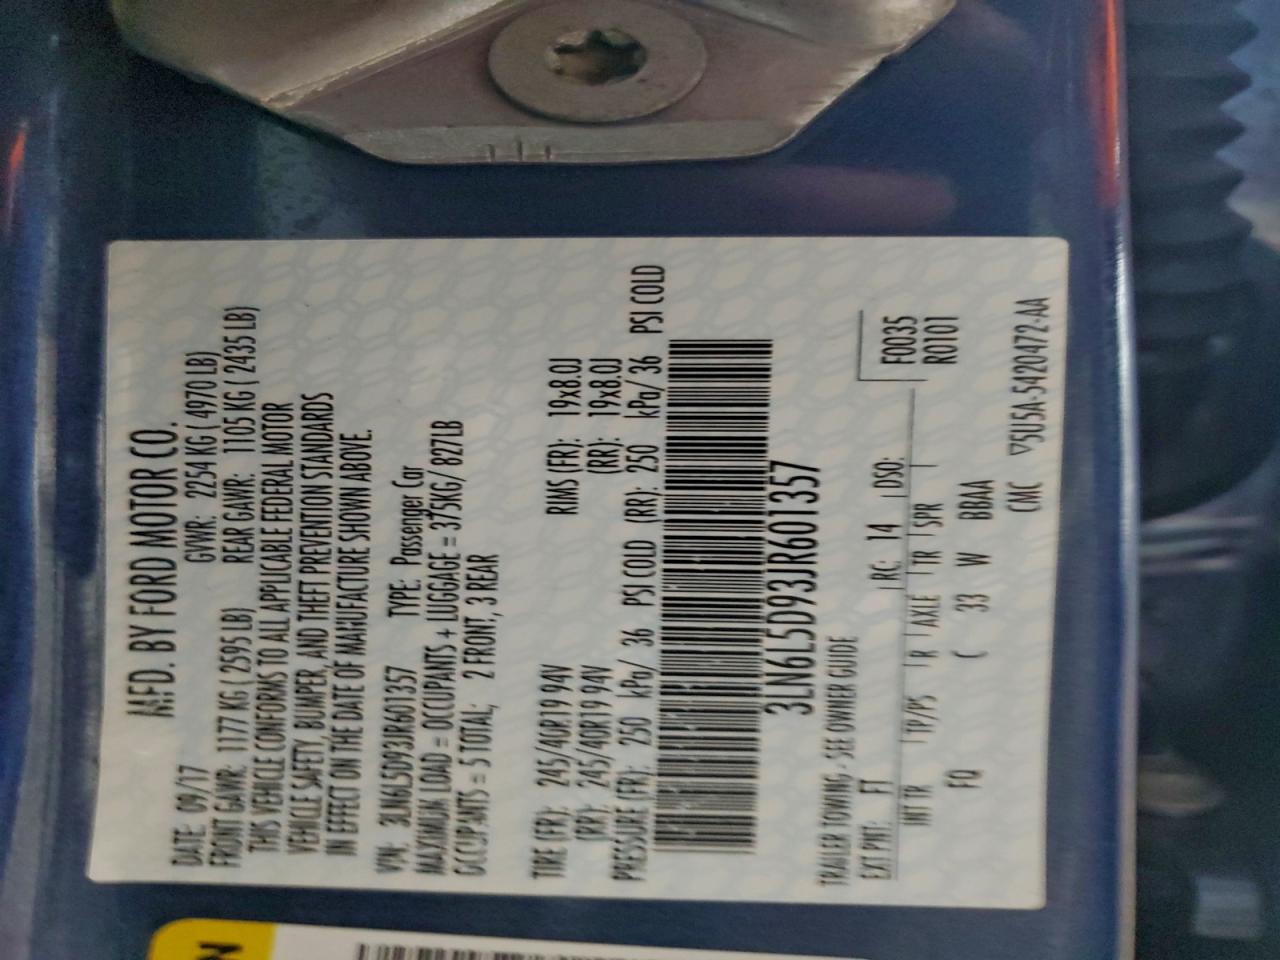 MFD. BY FORD MOTOR CO.
DATE: 09/17 GVWR: 2254 KG ( 4970 LB)
FRONT GAWR: 1177 KG ( 2595 LB) REAR GAWR: 1105 KG ( 2435 LB)
THIS VEHICLE CONFORMS TO ALL APPLICABLE FEDERAL MOTOR
VEHICLE SAFETY, BUMPER, AND THEFT PREVENTION STANDARDS
IN EFFECT ON THE DATE OF MANUFACTURE SHOWN ABOVE.
VIN: 3LN6L5D93JR601357 TYPE: Passenger Car
MAXIMUM LOAD = OCCUPANTS + LUGGAGE = 375KG/ 827LB
OCCUPANTS = 5 TOTAL; 2 FRONT, 3 REAR
TIRE (FR): 245/40R19 94V RIMS (FR): 19x8.0J
(RR): 245/40R19 94V (RR): 19x8.0J
PRESSURE (FR): 250 kPa/ 36 PSI COLD (RR): 250 kPa/ 36 PSI COLD
3LN6L5D93JR601357
TRAILER TOWING - SEE OWNER GUIDE
EXT PNT: FT RC: 14 DSO: F0035
INT TR TP/PS R AXLE TR SPR R0101
FQ C 33 W BBAA
CMC ▽5U5A-5420472-AA